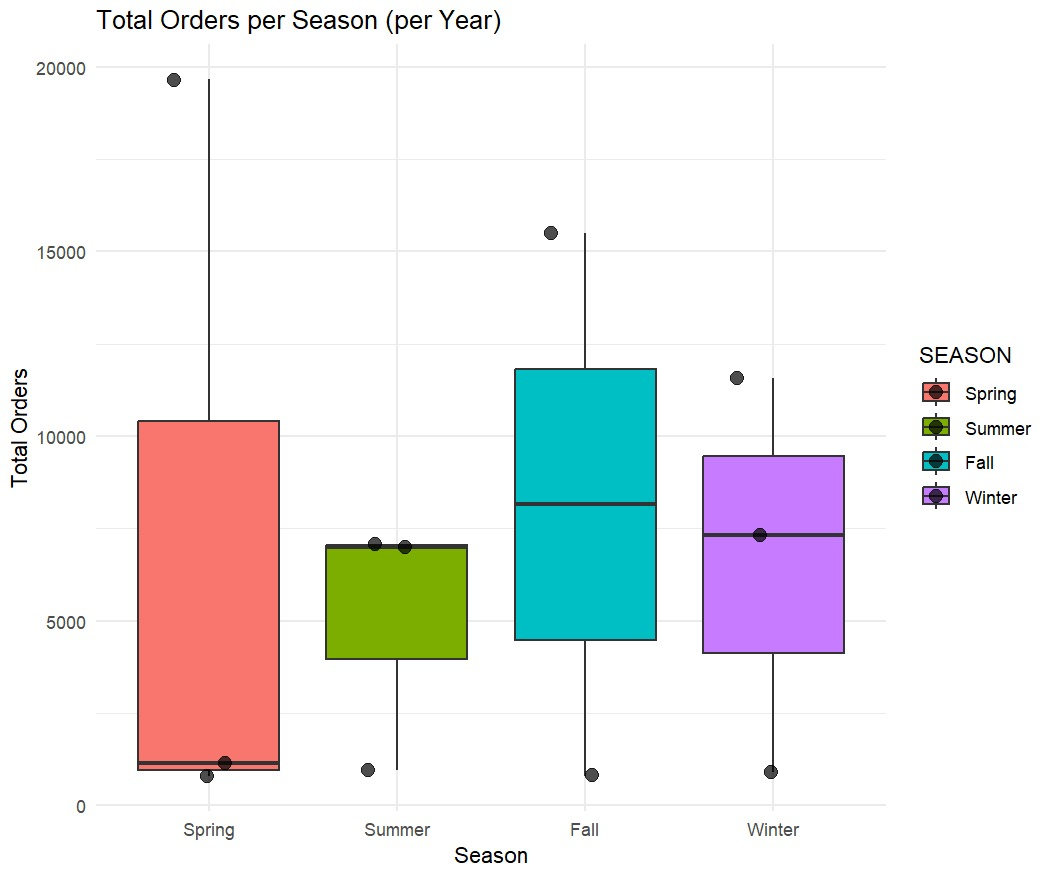 Total Orders per Season (per Year)
Total Orders
20000
15000
10000
5000
0
Spring
Summer
Fall
Winter
Season
SEASON
Spring
Summer
Fall
Winter